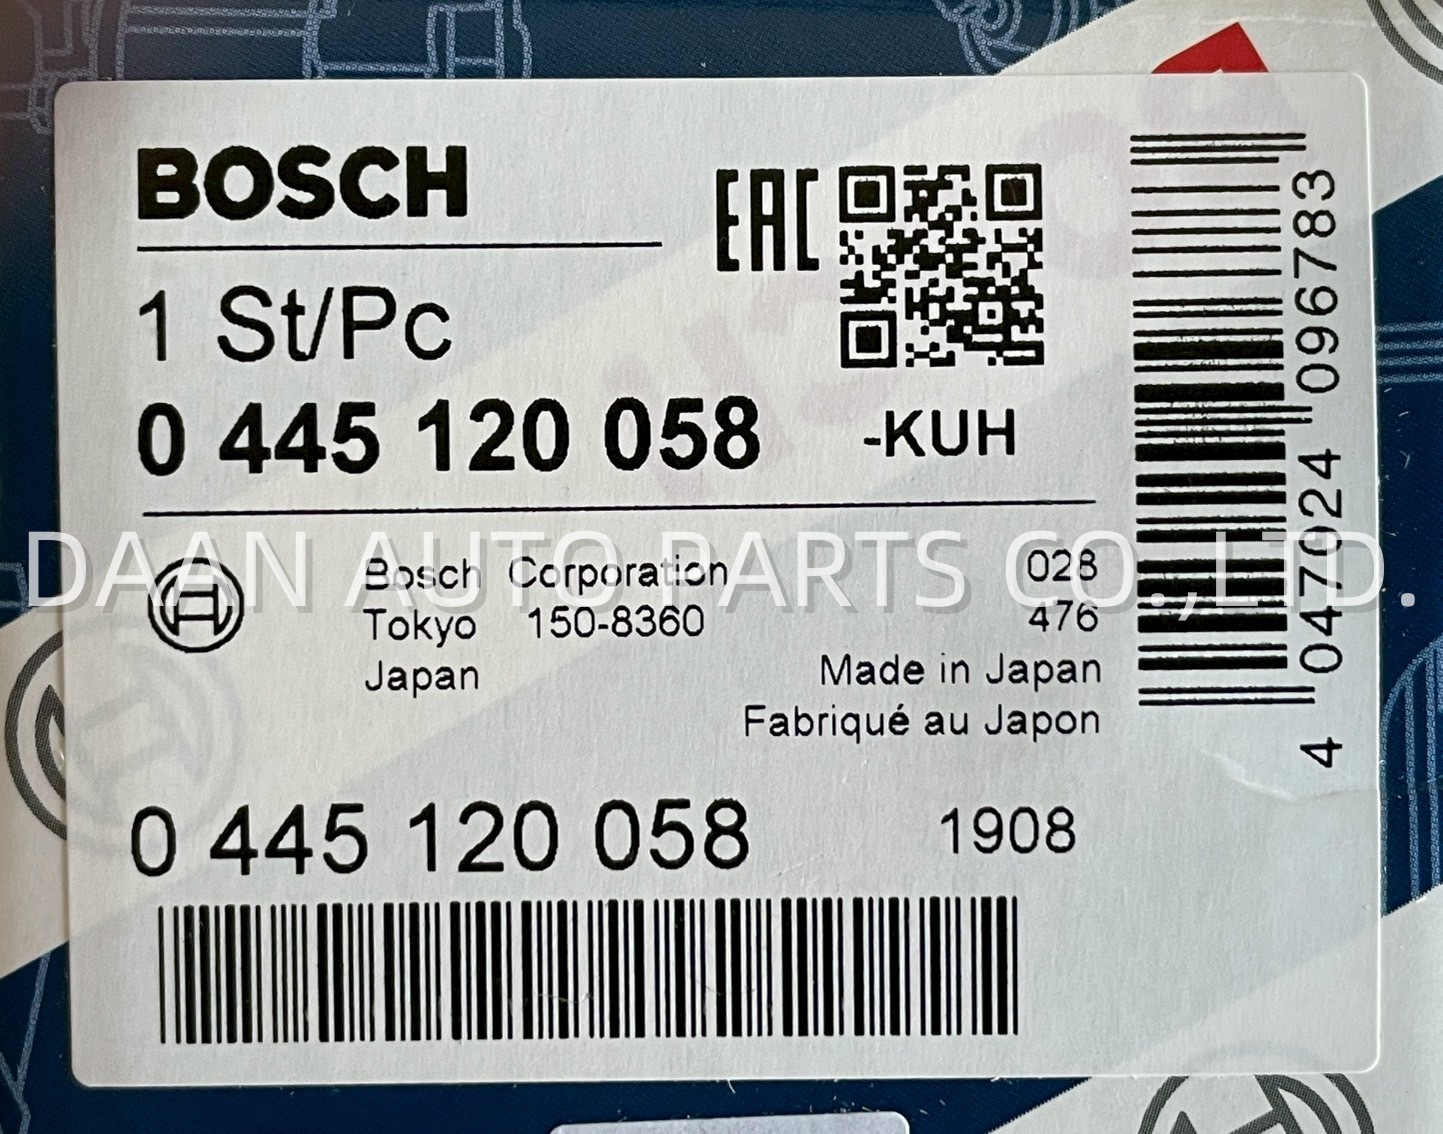 BOSCH
EAC
1 St/Pc
0 445 120 058 -KUH
DAAN AUTO PARTS CO.,LTD.
Bosch Corporation 028
Tokyo 150-8360 476
Japan
Made in Japan
Fabriqué au Japon
0 445 120 058 1908
4 047024 096783